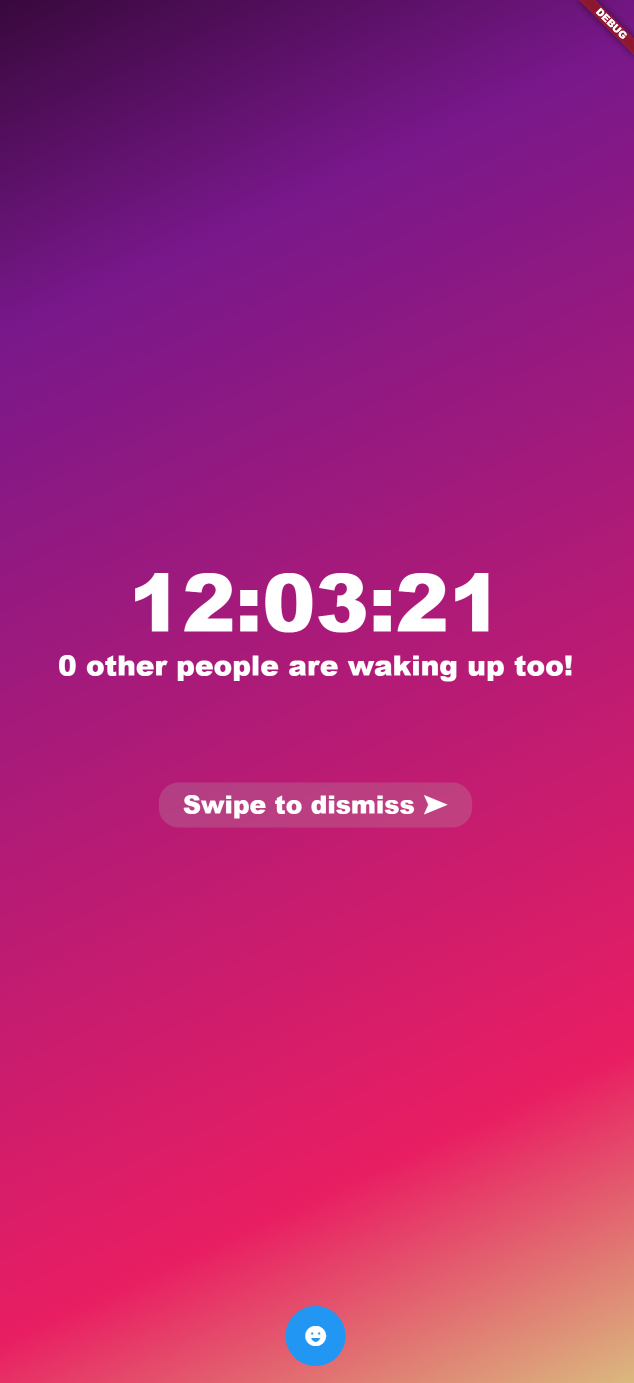 DEBUG
12:03:21
0 other people are waking up too!
Swipe to dismiss ➤